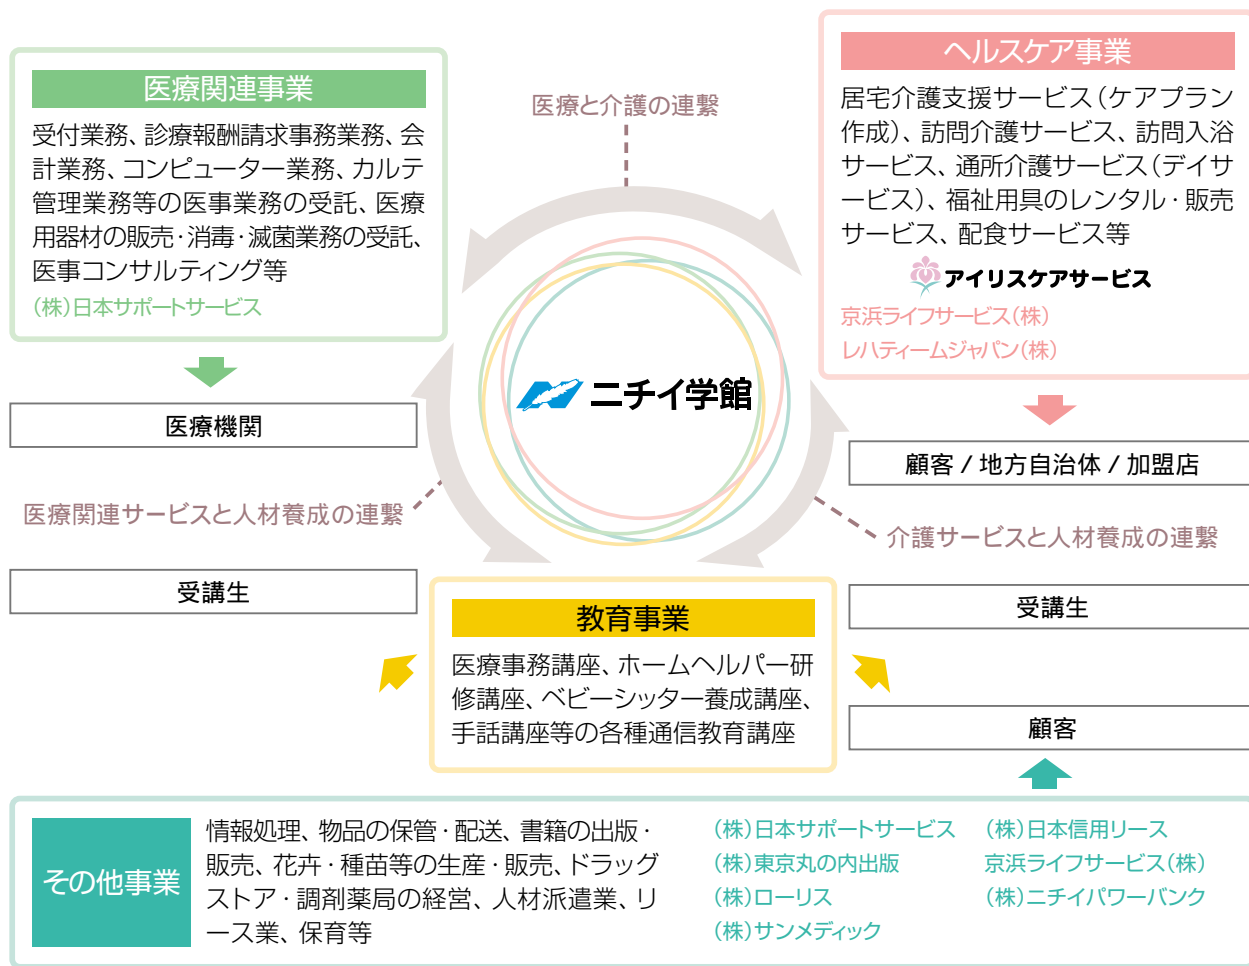 医療関連事業
受付業務、診療報酬請求事務業務、会
計業務、コンピューター業務、カルテ
管理業務等の医事業務の受託、医療
用器材の販売・消毒・滅菌業務の受託、
医事コンサルティング等
(株)日本サポートサービス
医療と介護の連繋
ヘルスケア事業
居宅介護支援サービス(ケアプラン
作成)、訪問介護サービス、訪問入浴
サービス、通所介護サービス(デイサ
ービス)、福祉用具のレンタル・販売
サービス、配食サービス等
アイリスケアサービス
京浜ライフサービス(株)
レハティームジャパン(株)
ニチイ学館
医療機関
顧客 / 地方自治体 / 加盟店
医療関連サービスと人材養成の連繋
介護サービスと人材養成の連繋
受講生
受講生
教育事業
医療事務講座、ホームヘルパー研
修講座、ベビーシッター養成講座、
手話講座等の各種通信教育講座
顧客
その他事業
情報処理、物品の保管・配送、書籍の出版・
販売、花卉・種苗等の生産・販売、ドラッグ
ストア・調剤薬局の経営、人材派遣業、リ
ース業、保育等
(株)日本サポートサービス
(株)東京丸の内出版
(株)ローリス
(株)サンメディック
(株)日本信用リース
京浜ライフサービス(株)
(株)ニチイパワーバンク